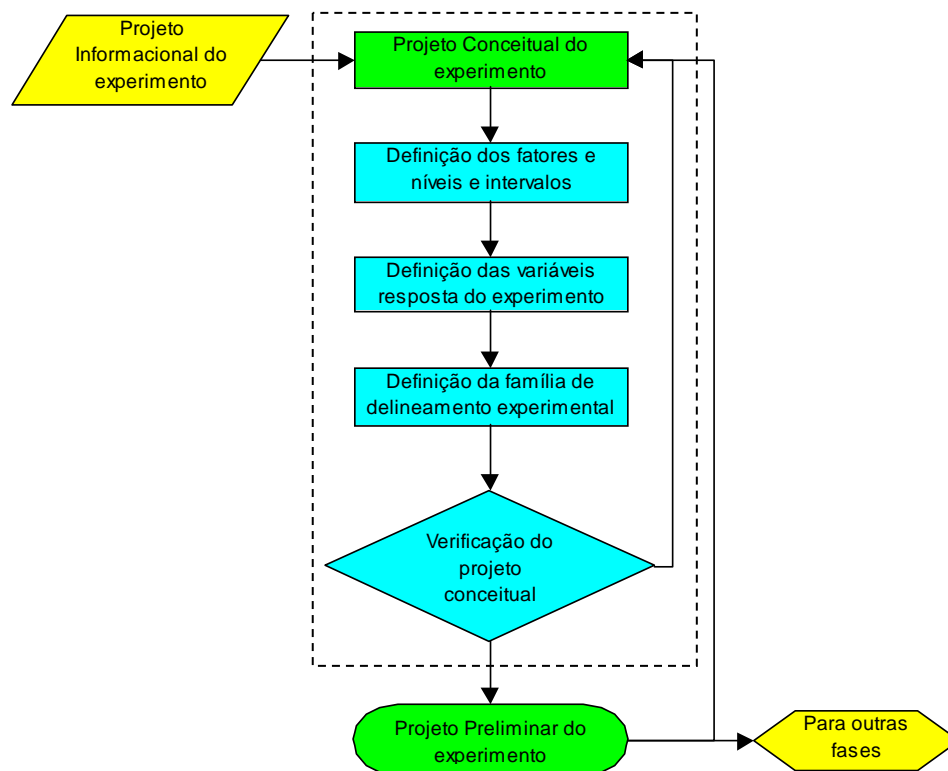 Projeto
Informacional do
experimento
Projeto Conceitual do
experimento
Definição dos fatores e
níveis e intervalos
Definição das variáveis
resposta do experimento
Definição da família de
delineamento experimental
Verificação do
projeto
conceitual
Projeto Preliminar do
experimento
Para outras
fases